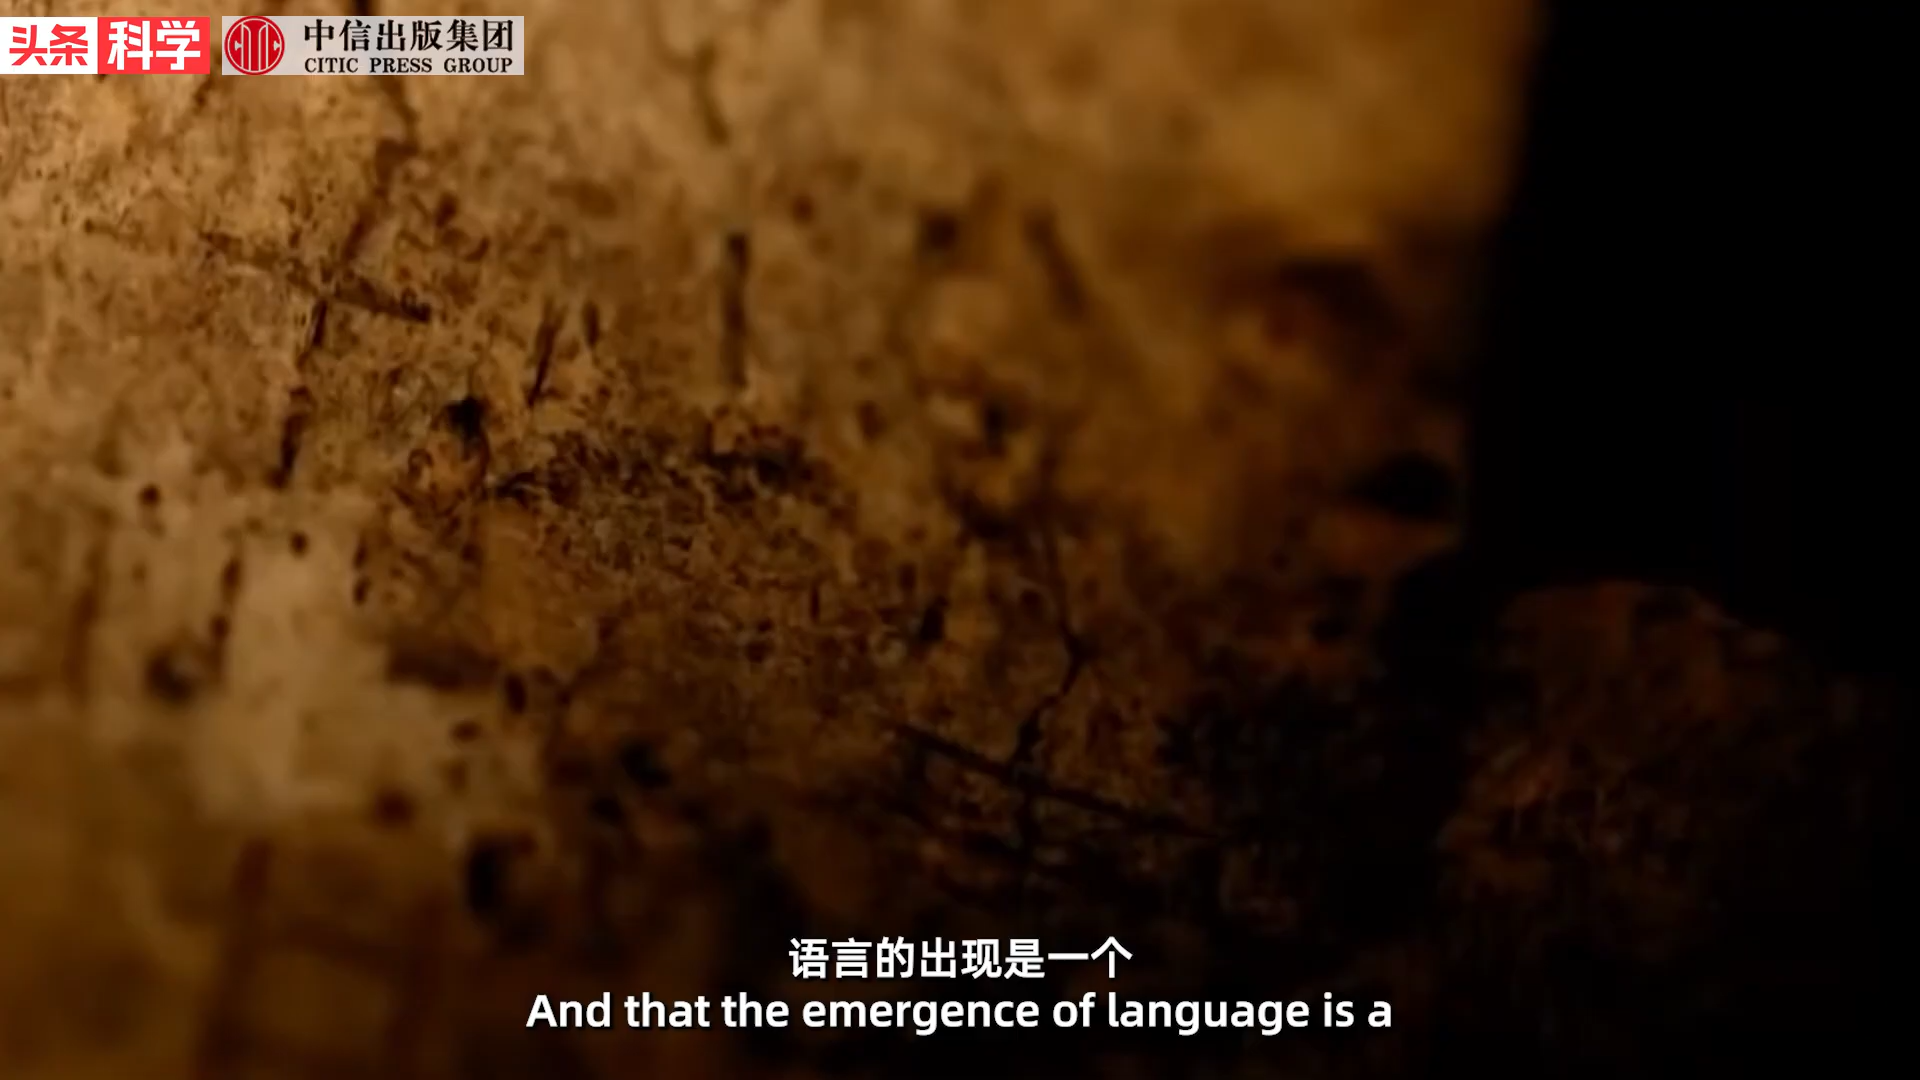 头条 科学
中信出版集团
CITIC PRESS GROUP
语言的出现是一个
And that the emergence of language is a